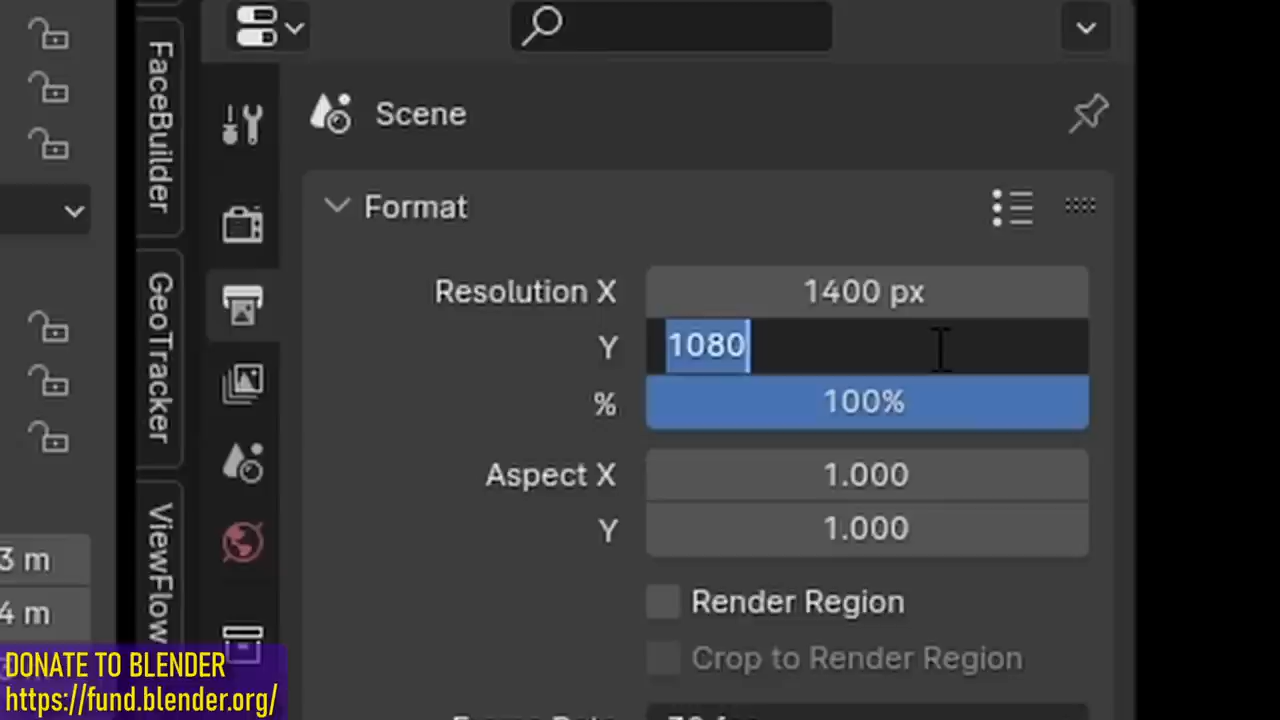 FaceBuilder
GeoTracker
ViewFlow
3 m
4 m
Scene
Format
Resolution X 1400 px
Y 1080
% 100%
Aspect X 1.000
Y 1.000
Render Region
Crop to Render Region
DONATE TO BLENDER
https://fund.blender.org/